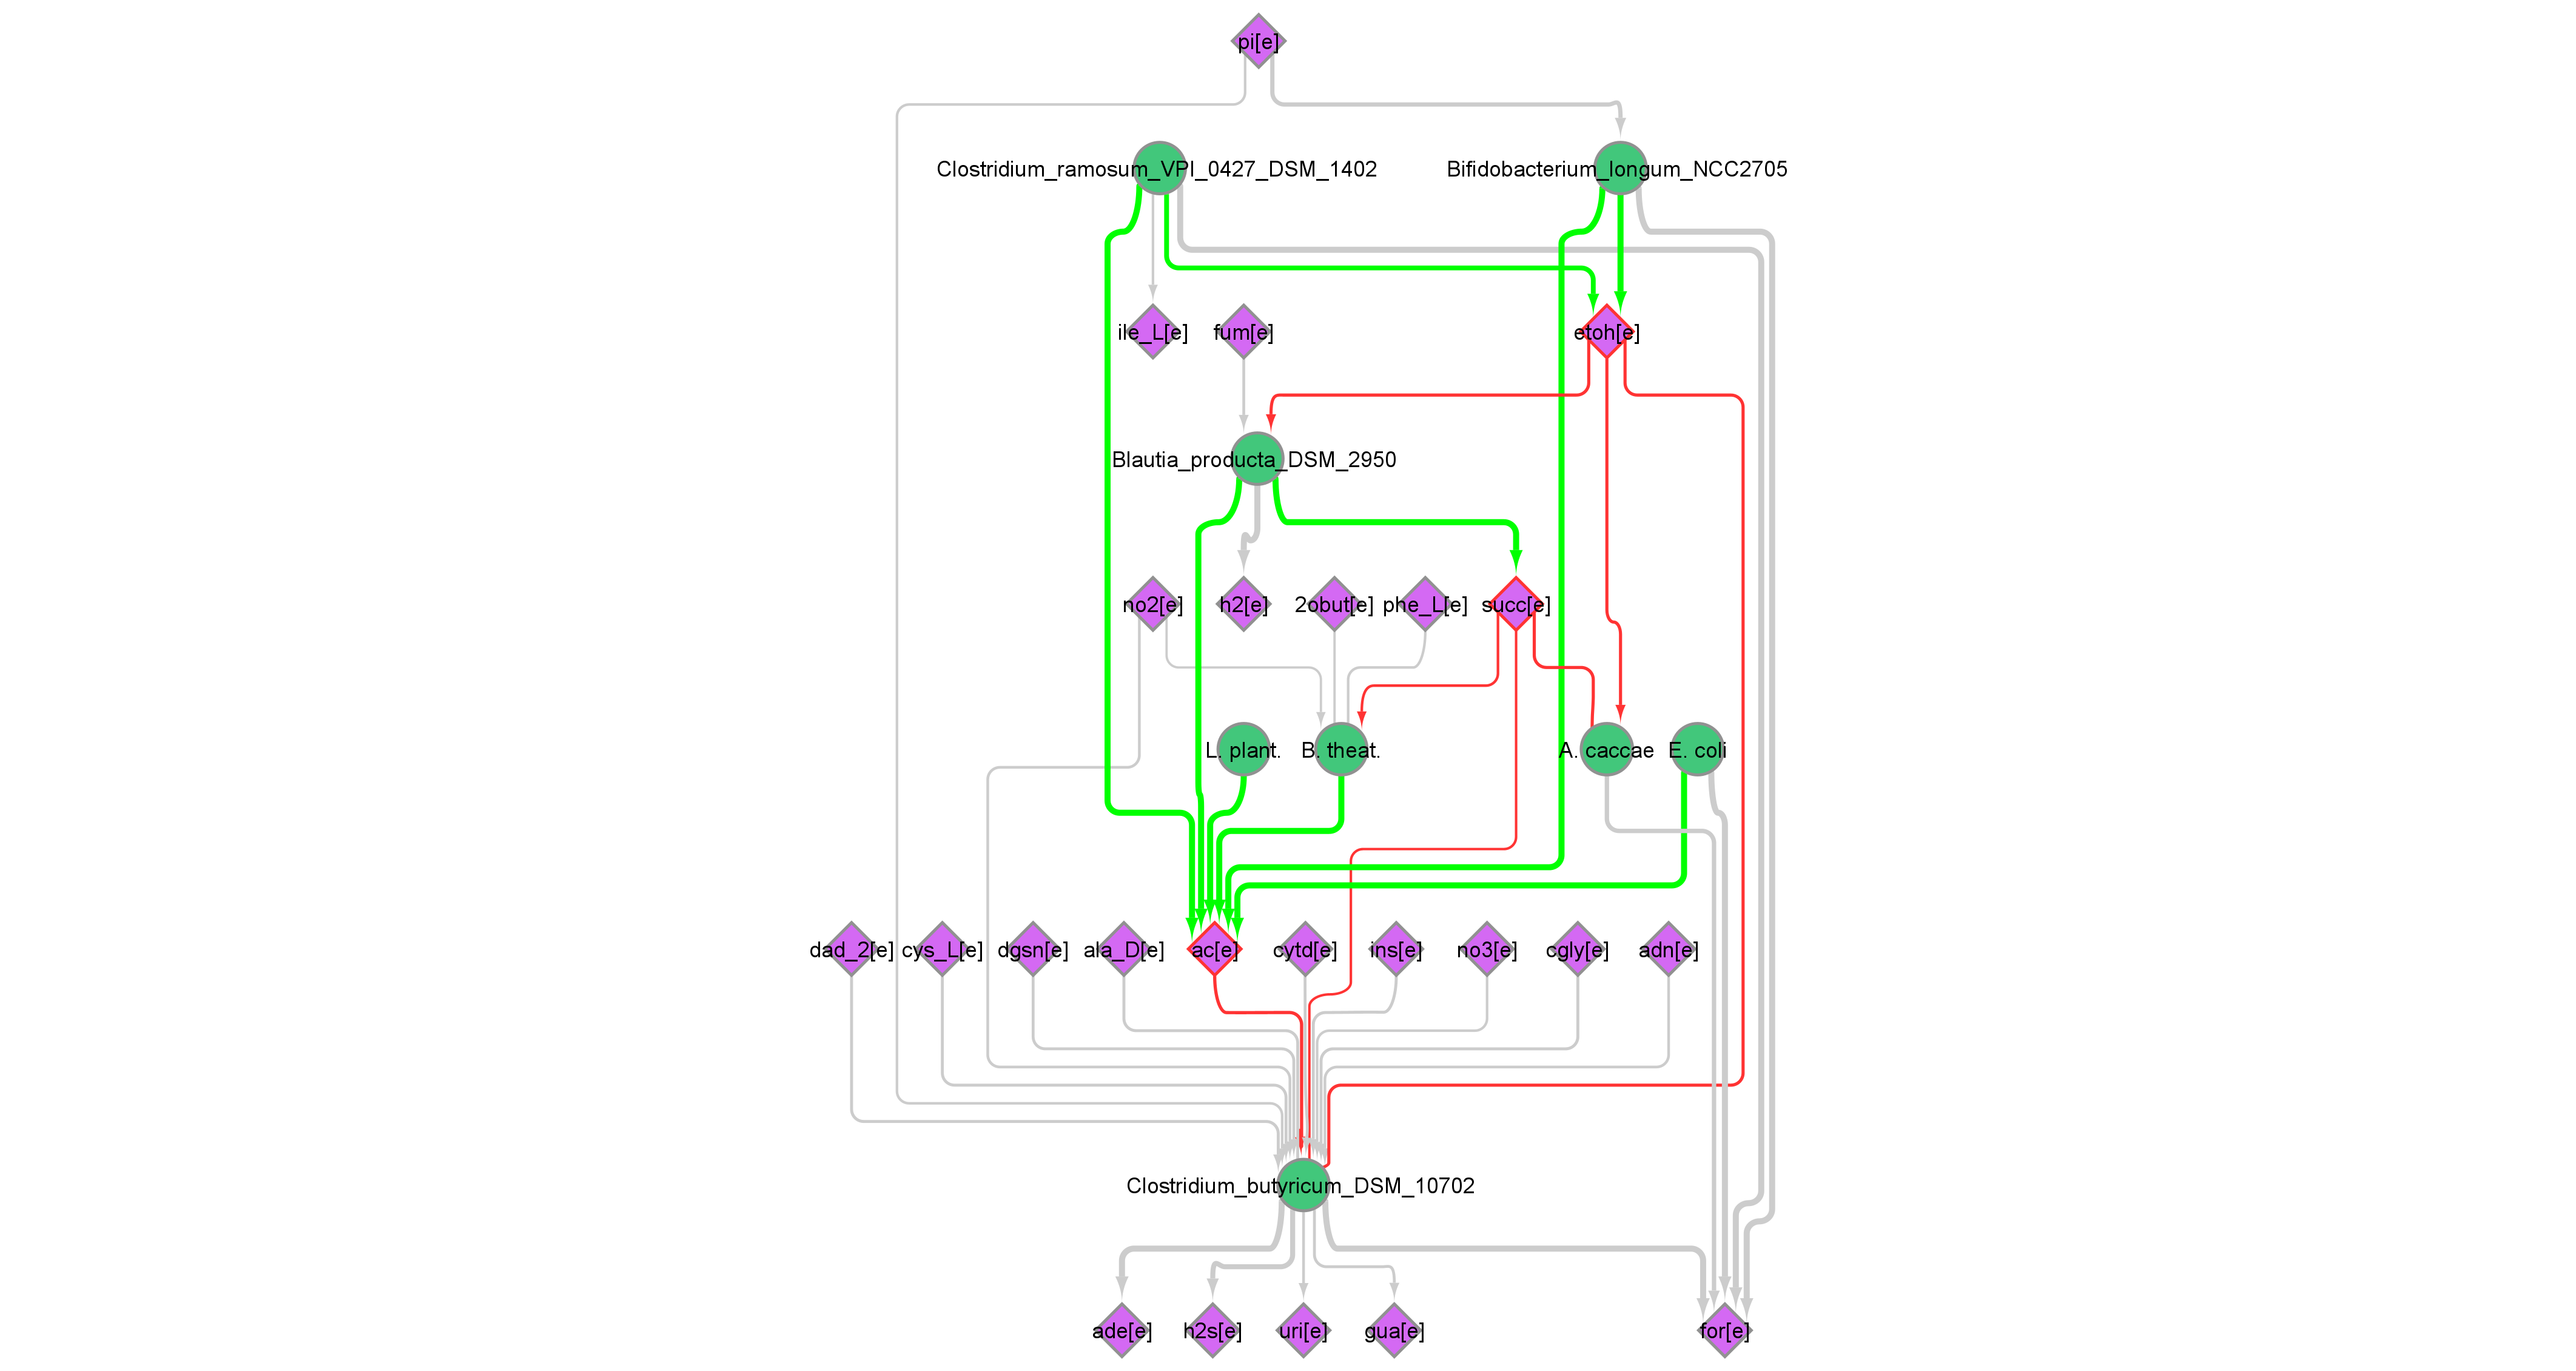 pi[e]
Clostridium_ramosum_VPI_0427_DSM_1402
Bifidobacterium_longum_NCC2705
ile_L[e]
fum[e]
etoh[e]
Blautia_producta_DSM_2950
no2[e]
h2[e]
2obut[e]
phe_L[e]
succ[e]
L. plant.
B. theat.
A. caccae
E. coli
dad_2[e]
cys_L[e]
dgsn[e]
ala_D[e]
ac[e]
cytd[e]
ins[e]
no3[e]
cgly[e]
adn[e]
Clostridium_butyricum_DSM_10702
ade[e]
h2s[e]
uri[e]
gua[e]
for[e]